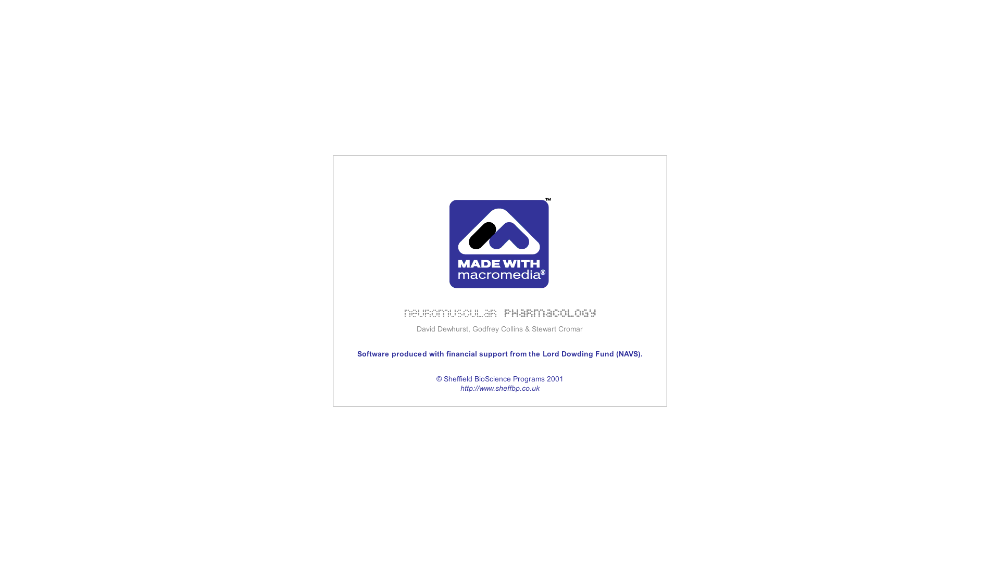 ™
MADE WITH
macromedia®
neuromuscular PHarmacology
David Dewhurst, Godfrey Collins & Stewart Cromar
Software produced with financial support from the Lord Dowding Fund (NAVS).
© Sheffield BioScience Programs 2001
http://www.sheffbp.co.uk